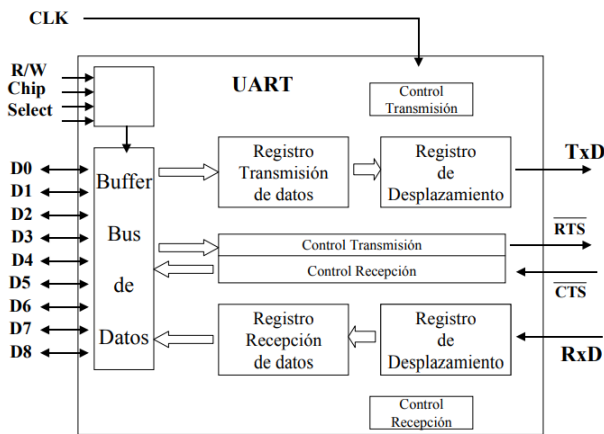 CLK
R/W
Chip
Select
UART
Control
Transmisión
D0
D1
D2
D3
D4
D5
D6
D7
D8
Buffer
Bus
de
Datos
Registro
Transmisión
de datos
Registro
de
Desplazamiento
TxD
Control Transmisión
Control Recepción
RTS
CTS
Registro
Recepción
de datos
Registro
de
Desplazamiento
RxD
Control
Recepción